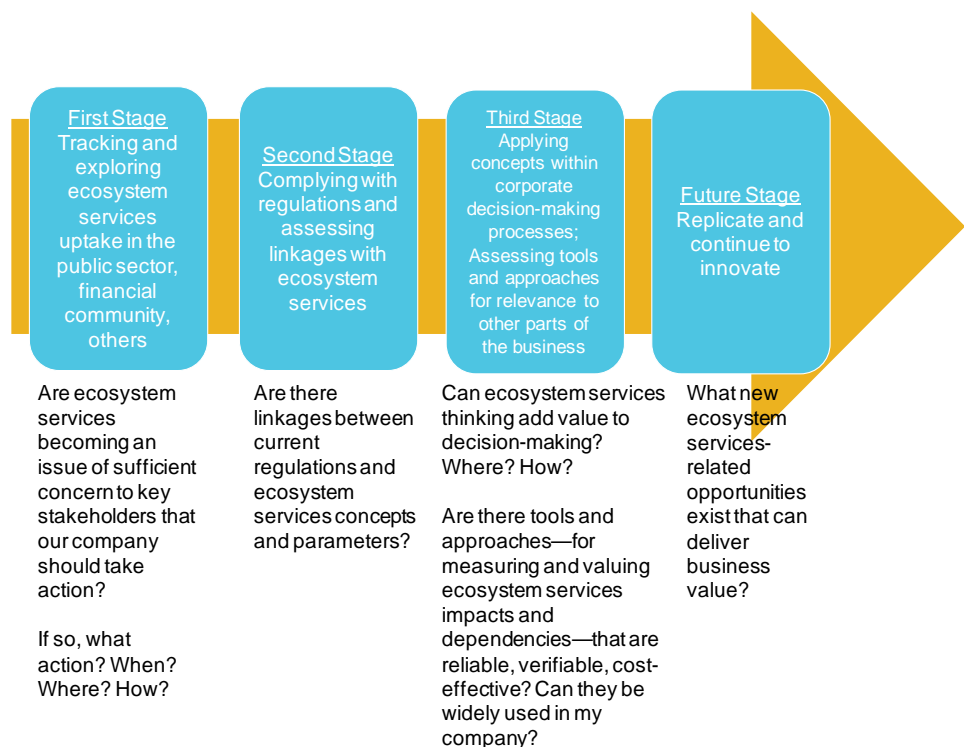 First Stage
Tracking and
exploring
ecosystem
services
uptake in the
public sector,
financial
community,
others
Second Stage
Complying with
regulations and
assessing
linkages with
ecosystem
services
Third Stage
Applying
concepts within
corporate
decision-making
processes;
Assessing tools
and approaches
for relevance to
other parts of
the business
Future Stage
Replicate and
continue to
innovate
Are ecosystem
services
becoming an
issue of sufficient
concern to key
stakeholders that
our company
should take
action?
If so, what
action? When?
Where? How?
Are there
linkages between
current
regulations and
ecosystem
services concepts
and parameters?
Can ecosystem services
thinking add value to
decision-making?
Where? How?
Are there tools and
approaches—for
measuring and valuing
ecosystem services
impacts and
dependencies—that are
reliable, verifiable, cost-
effective? Can they be
widely used in my
company?
What new
ecosystem
services-
related
opportunities
exist that can
deliver
business
value?